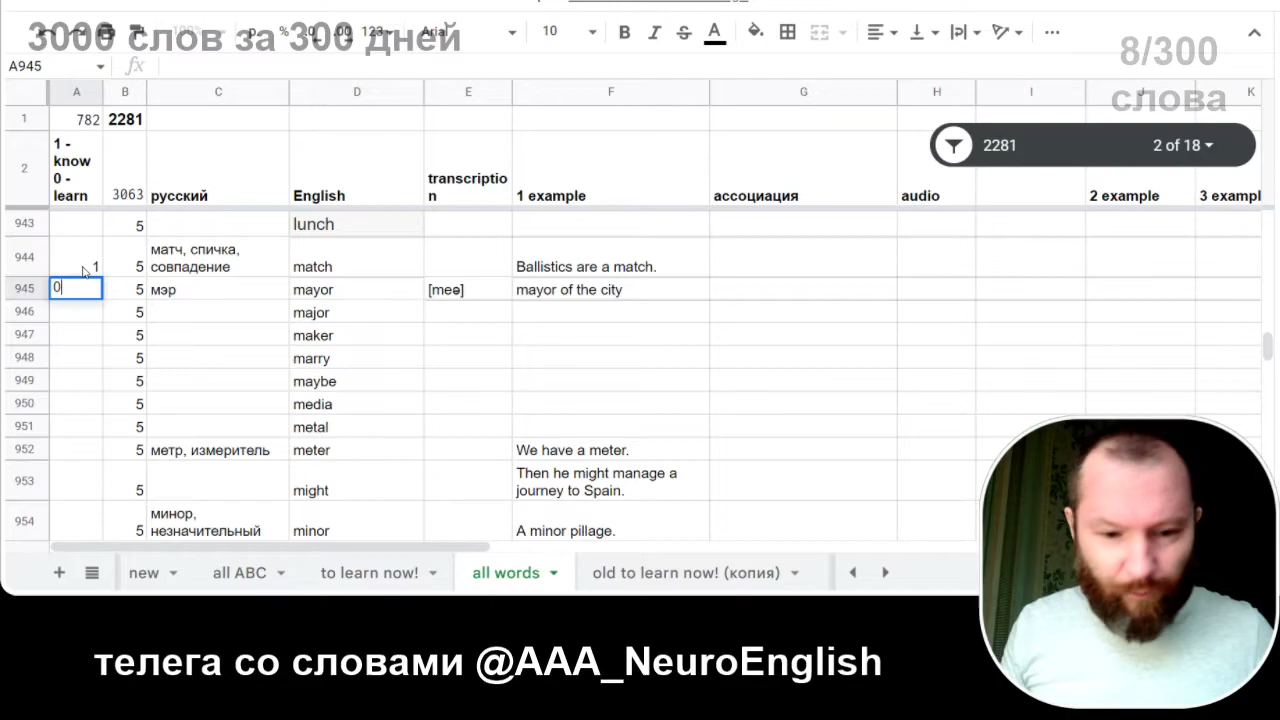 3000 слов за 300 дней
123
10
B
I
S
A
8/300
слова
A945
fx
A B C D E F G H I J K
1 782 2281
2281 2 of 18
2 1 - know 0 - learn 3063 русский English transcription 1 example ассоциация audio 2 example 3 exampl
943 5 lunch
944 1 5 матч, спичка, совпадение match Ballistics are a match.
945 0 5 мэр mayor [meɘ] mayor of the city
946 5 major
947 5 maker
948 5 marry
949 5 maybe
950 5 media
951 5 metal
952 5 метр, измеритель meter We have a meter.
953 5 might Then he might manage a journey to Spain.
954 5 минор, незначительный minor A minor pillage.
new all ABC to learn now! all words old to learn now! (копия)
телега со словами @AAA_NeuroEnglish